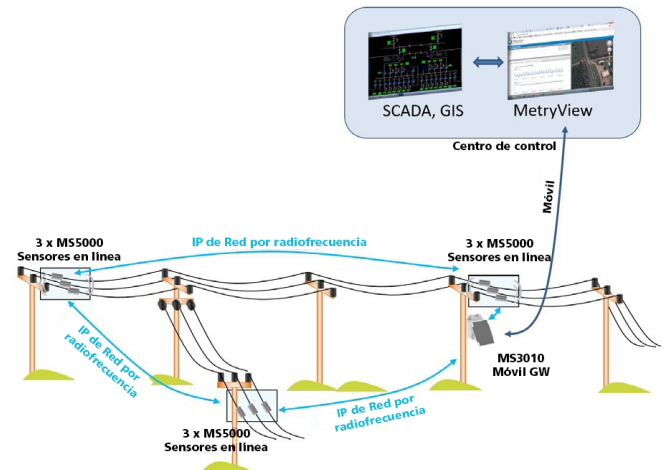 SCADA, GIS
MetryView
Centro de control
Móvil
3 x MS5000
Sensores en línea
IP de Red por radiofrecuencia
3 x MS5000
Sensores en línea
IP de Red por
radiofrecuencia
MS3010
Móvil GW
IP de Red por
radiofrecuencia
3 x MS5000
Sensores en línea